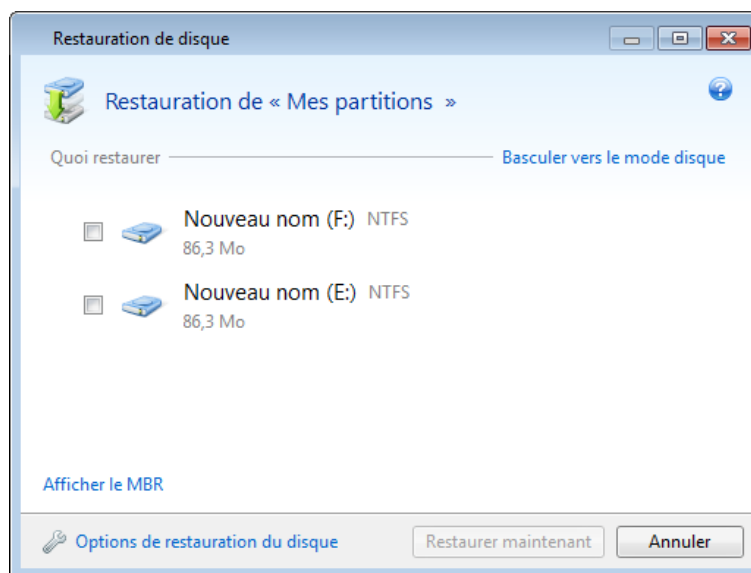 Restauration de disque
Restauration de « Mes partitions »
Quoi restaurer Basculer vers le mode disque
Nouveau nom (F:) NTFS
86,3 Mo
Nouveau nom (E:) NTFS
86,3 Mo
Afficher le MBR
Options de restauration du disque Restaurer maintenant Annuler